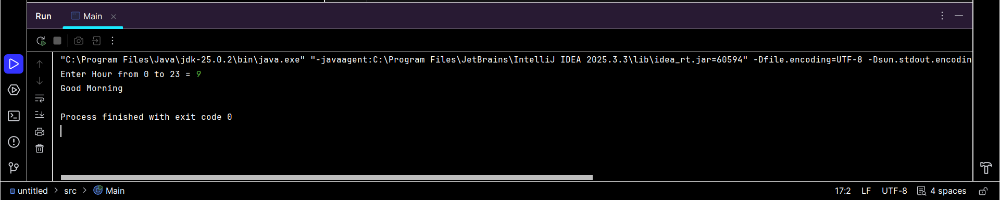 Run Main
"C:\Program Files\Java\jdk-25.0.2\bin\java.exe" "-javaagent:C:\Program Files\JetBrains\IntelliJ IDEA 2025.3.3\lib\idea_rt.jar=60594" -Dfile.encoding=UTF-8 -Dsun.stdout.encodin
Enter Hour from 0 to 23 = 9
Good Morning
Process finished with exit code 0
untitled > src > Main 17:2 LF UTF-8 4 spaces